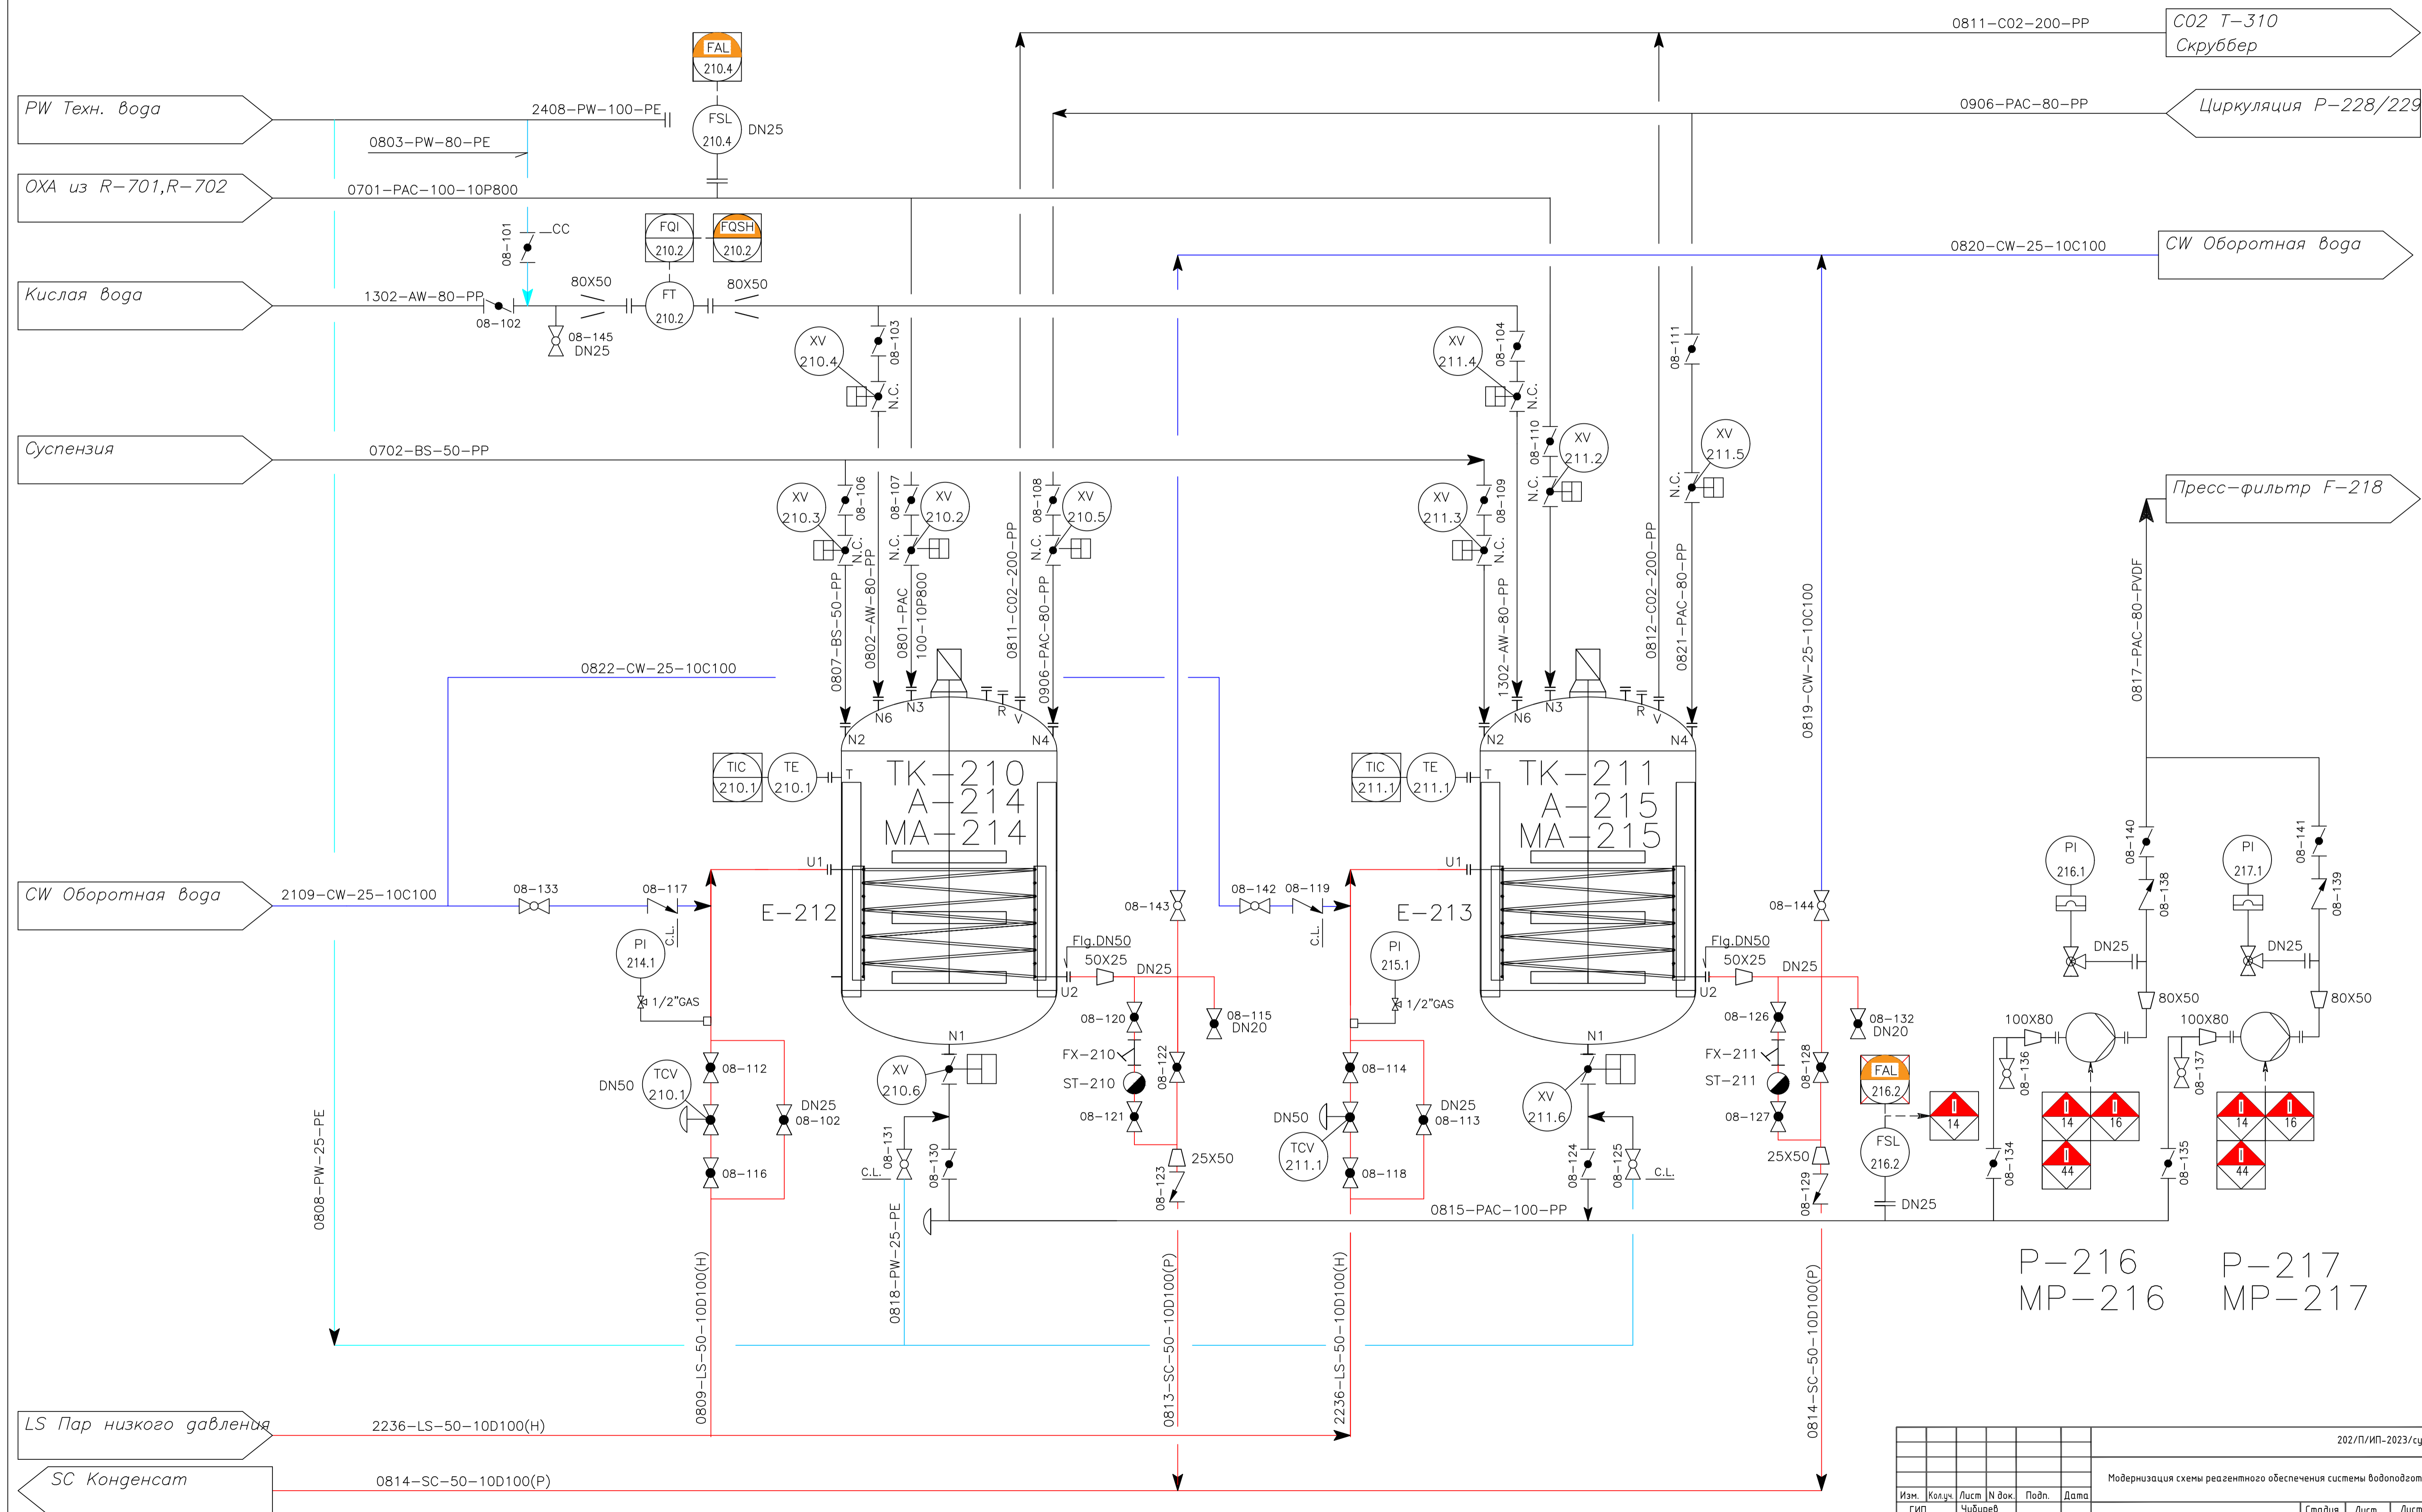 0811-C02-200-PP
C02 T-310
Скруббер
FAL
210.4
PW Техн. вода
2408-PW-100-PE
FSL
210.4
DN25
0906-PAC-80-PP
Циркуляция P-228/229
0803-PW-80-PE
ОХА из R-701,R-702
0701-PAC-100-10P800
08-101
CC
FQI
210.2
FQSH
210.2
0820-CW-25-10C100
CW Оборотная вода
Кислая вода
1302-AW-80-PP
08-102
80X50
FT
210.2
80X50
08-145
DN25
XV
210.4
08-103
N.C.
XV
211.4
08-104
N.C.
08-111
Суспензия
0702-BS-50-PP
08-110
XV
211.2
N.C.
XV
211.5
N.C.
XV
210.3
08-106
N.C.
08-107
XV
210.2
N.C.
08-108
XV
210.5
N.C.
XV
211.3
08-109
N.C.
Пресс-фильтр F-218
0807-BS-50-PP
0802-AW-80-PP
0801-PAC
100-10P800
0811-C02-200-PP
0906-PAC-80-PP
1302-AW-80-PP
0812-C02-200-PP
0821-PAC-80-PP
0819-CW-25-10C100
0817-PAC-80-PVDF
0822-CW-25-10C100
N2
N6
N3
R
V
N4
N2
N6
N3
R
V
N4
TIC
210.1
TE
210.1
T
TK-210
A-214
MA-214
TIC
211.1
TE
211.1
T
TK-211
A-215
MA-215
PI
216.1
08-140
08-138
PI
217.1
08-141
08-139
CW Оборотная вода
2109-CW-25-10C100
08-133
08-117
C.L.
U1
E-212
08-143
08-142
08-119
C.L.
U1
E-213
08-144
PI
214.1
1/2"GAS
Flg.DN50
50X25
DN25
U2
PI
215.1
1/2"GAS
Flg.DN50
50X25
DN25
U2
DN25
DN25
80X50
80X50
100X80
100X80
08-120
08-115
DN20
FX-210
08-122
ST-210
08-121
25X50
08-123
08-126
08-132
DN20
FX-211
08-128
ST-211
08-127
25X50
08-129
N1
XV
210.6
N1
XV
211.6
08-112
DN50
TCV
210.1
DN25
08-102
08-116
08-114
DN50
TCV
211.1
DN25
08-113
08-118
08-131
C.L.
08-130
08-124
08-125
C.L.
FAL
216.2
I
14
FSL
216.2
DN25
08-136
08-134
I
14
I
16
I
44
08-137
08-135
I
14
I
16
I
44
0808-PW-25-PE
0818-PW-25-PE
0815-PAC-100-PP
0809-LS-50-10D100(H)
0813-SC-50-10D100(P)
2236-LS-50-10D100(H)
0814-SC-50-10D100(P)
P-216
MP-216
P-217
MP-217
LS Пар низкого давления
2236-LS-50-10D100(H)
SC Конденсат
0814-SC-50-10D100(P)
202/П/ИП-2023/су
Модернизация схемы реагентного обеспечения системы водоподгот
Изм. Кол.уч. Лист N док. Подп. Дата
ГИП Чибирев
Стадия Лист Лист